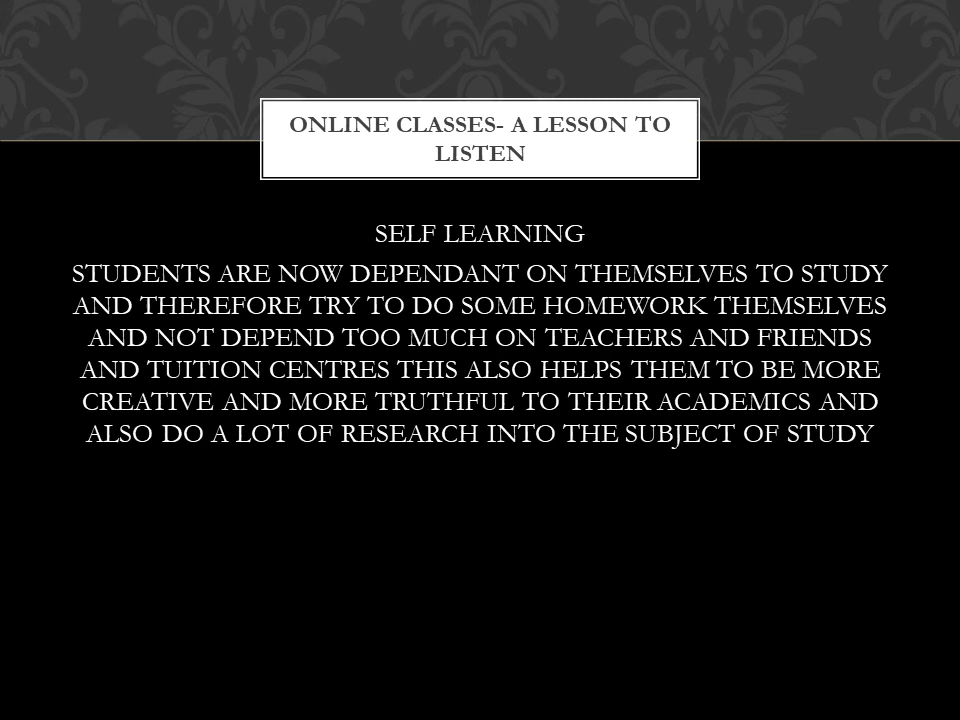 ONLINE CLASSES- A LESSON TO
LISTEN
SELF LEARNING
STUDENTS ARE NOW DEPENDANT ON THEMSELVES TO STUDY
AND THEREFORE TRY TO DO SOME HOMEWORK THEMSELVES
AND NOT DEPEND TOO MUCH ON TEACHERS AND FRIENDS
AND TUITION CENTRES THIS ALSO HELPS THEM TO BE MORE
CREATIVE AND MORE TRUTHFUL TO THEIR ACADEMICS AND
ALSO DO A LOT OF RESEARCH INTO THE SUBJECT OF STUDY